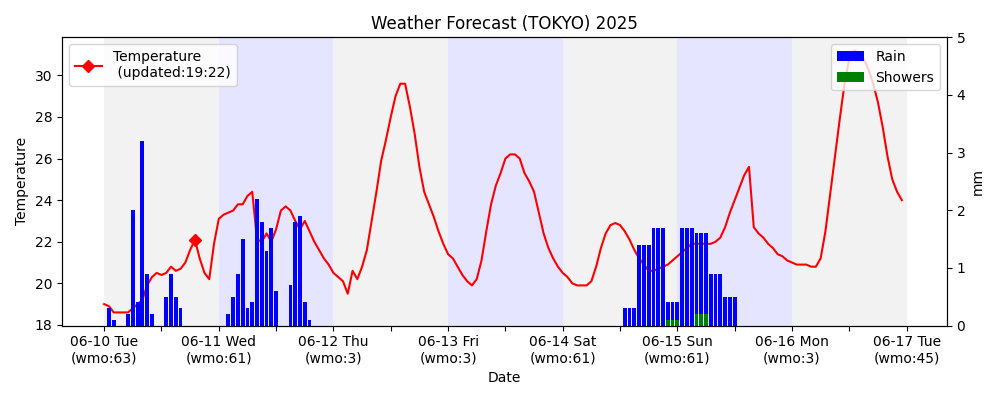 Weather Forecast (TOKYO) 2025
Temperature
(updated:19:22)
Rain
Showers
Temperature
30
28
26
24
22
20
18
5
4
3
2
1
0
mm
06-10 Tue
(wmo:63)
06-11 Wed
(wmo:61)
06-12 Thu
(wmo:3)
06-13 Fri
(wmo:3)
06-14 Sat
(wmo:61)
06-15 Sun
(wmo:61)
06-16 Mon
(wmo:3)
06-17 Tue
(wmo:45)
Date